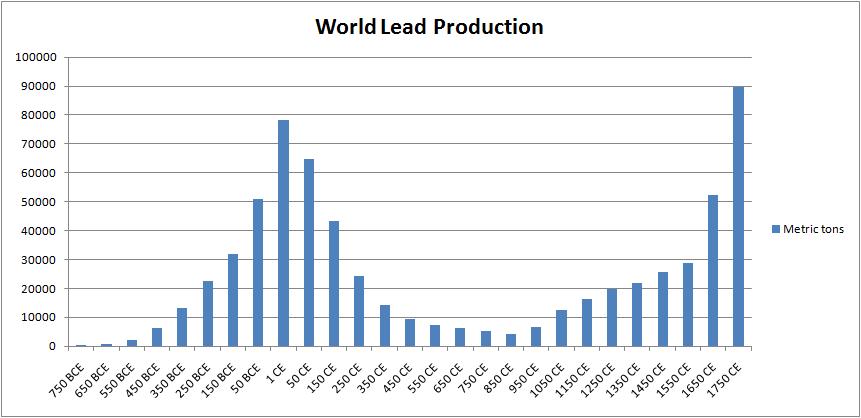 World Lead Production
100000
90000
80000
70000
60000
50000
40000
30000
20000
10000
0
750 BCE
650 BCE
550 BCE
450 BCE
350 BCE
250 BCE
150 BCE
50 BCE
1 CE
50 CE
150 CE
250 CE
350 CE
450 CE
550 CE
650 CE
750 CE
850 CE
950 CE
1050 CE
1150 CE
1250 CE
1350 CE
1450 CE
1550 CE
1650 CE
1750 CE
Metric tons